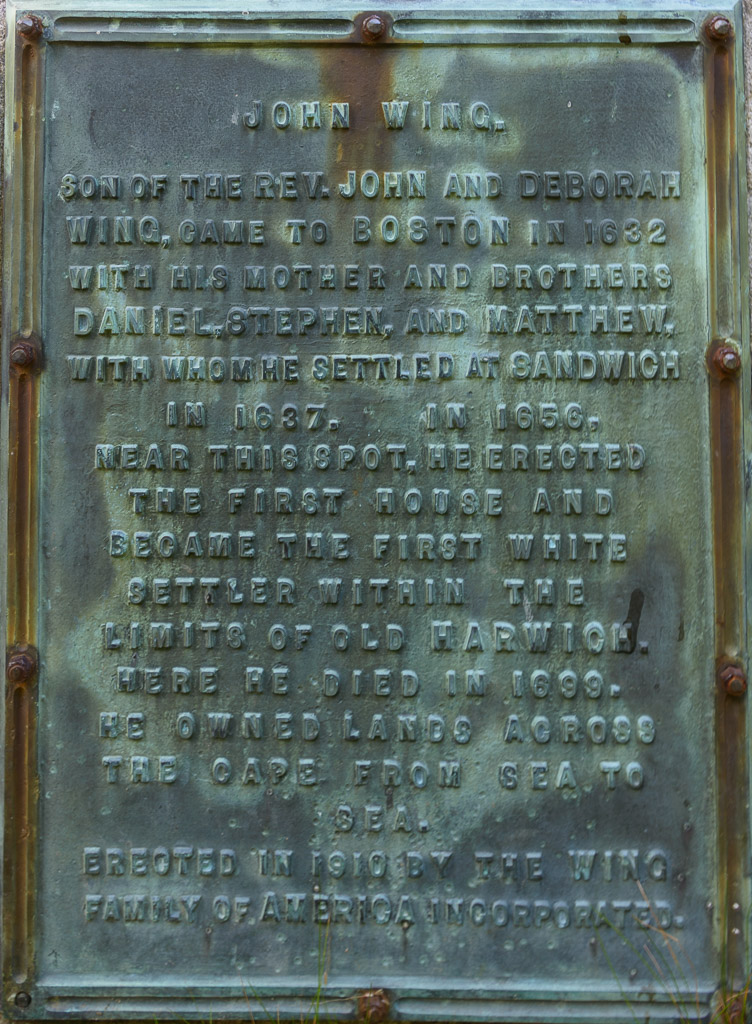 JOHN WING.
SON OF THE REV. JOHN AND DEBORAH
WING, CAME TO BOSTON IN 1632
WITH HIS MOTHER AND BROTHERS
DANIEL, STEPHEN, AND MATTHEW,
WITH WHOM HE SETTLED AT SANDWICH
IN 1637. IN 1656,
NEAR THIS SPOT, HE ERECTED
THE FIRST HOUSE AND
BECAME THE FIRST WHITE
SETTLER WITHIN THE
LIMITS OF OLD HARWICH.
HERE HE DIED IN 1699.
HE OWNED LANDS ACROSS
THE CAPE FROM SEA TO
SEA.
ERECTED IN 1910 BY THE WING
FAMILY OF AMERICA INCORPORATED.